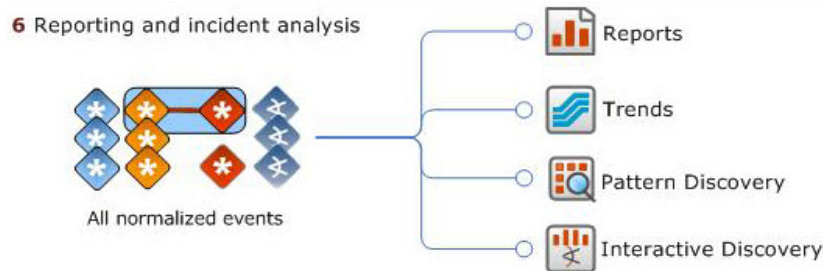 6 Reporting and incident analysis
Reports
Trends
Pattern Discovery
Interactive Discovery
All normalized events